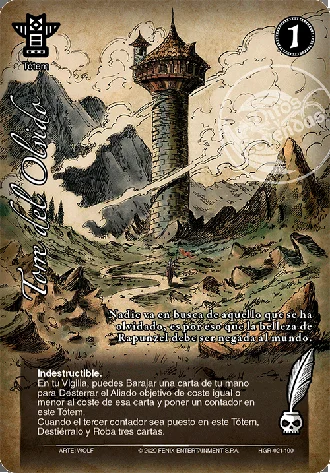 1
Tótem
Torre del Olvido
Nadie va en busca de aquello que se ha
olvidado, es por eso que la belleza de
Rapunzel debe ser negada al mundo.
Indestructible.
En tu Vigilia, puedes Barajar una carta de tu mano
para Desterrar el Aliado objetivo de coste igual o
menor al coste de esa carta y poner un contador en
este Totem.
Cuando el tercer contador sea puesto en este Tótem,
Destiérralo y Roba tres cartas.
ARTE: WOLF
© 2020 FENIX ENTERTAINMENT S.P.A.